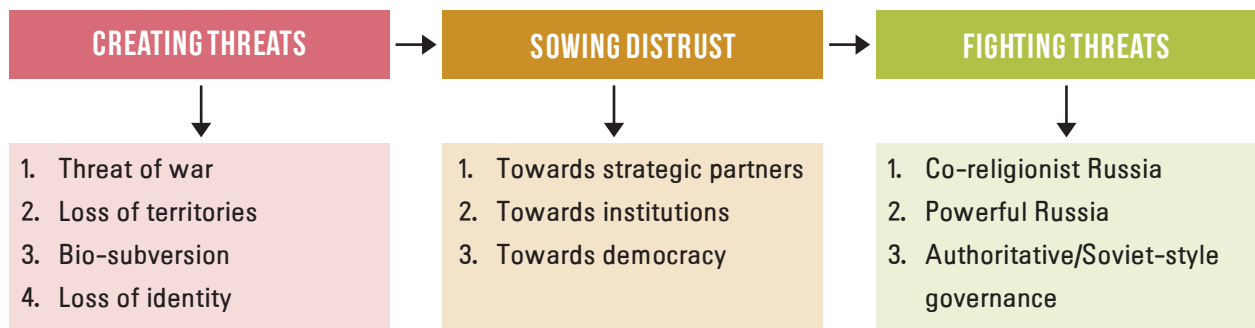 CREATING THREATS
SOWING DISTRUST
FIGHTING THREATS
1. Threat of war
2. Loss of territories
3. Bio-subversion
4. Loss of identity
1. Towards strategic partners
2. Towards institutions
3. Towards democracy
1. Co-religionist Russia
2. Powerful Russia
3. Authoritative/Soviet-style
governance